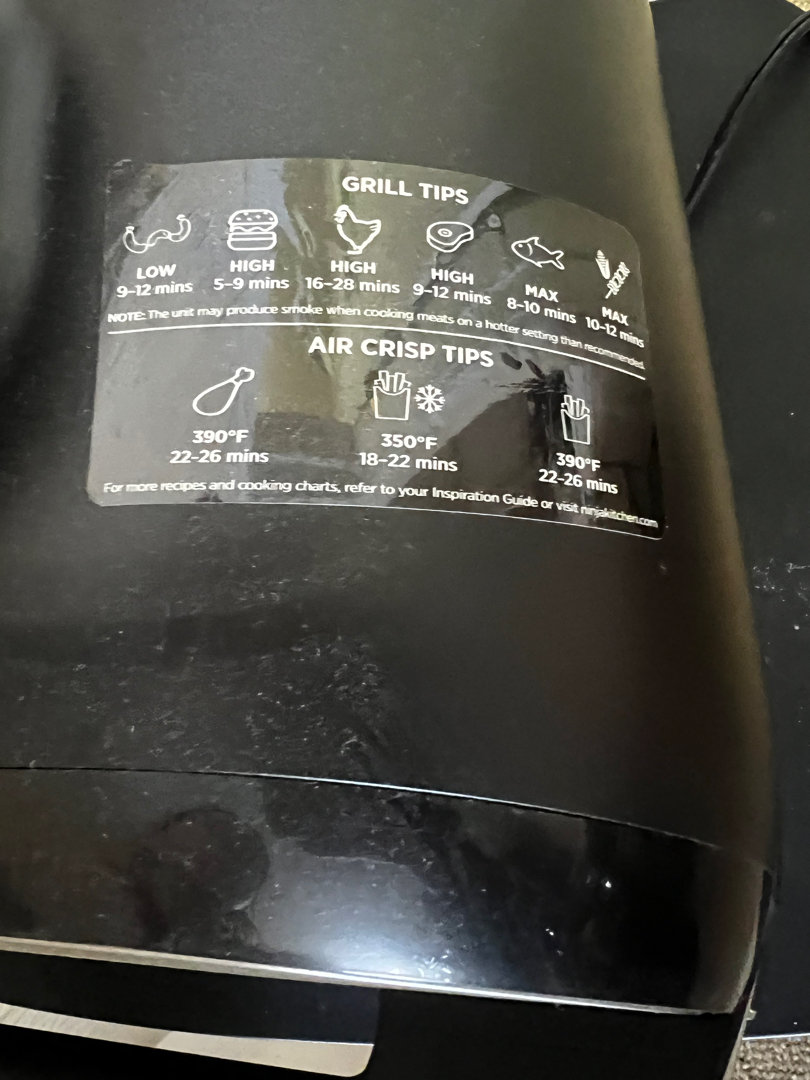 GRILL TIPS
LOW HIGH HIGH HIGH MAX MAX
9–12 mins 5–9 mins 16–28 mins 9–12 mins 8–10 mins 10–12 mins
NOTE: The unit may produce smoke when cooking meats on a hotter setting than recommended.
AIR CRISP TIPS
390°F 350°F 390°F
22–26 mins 18–22 mins 22–26 mins
For more recipes and cooking charts, refer to your Inspiration Guide or visit ninjakitchen.com